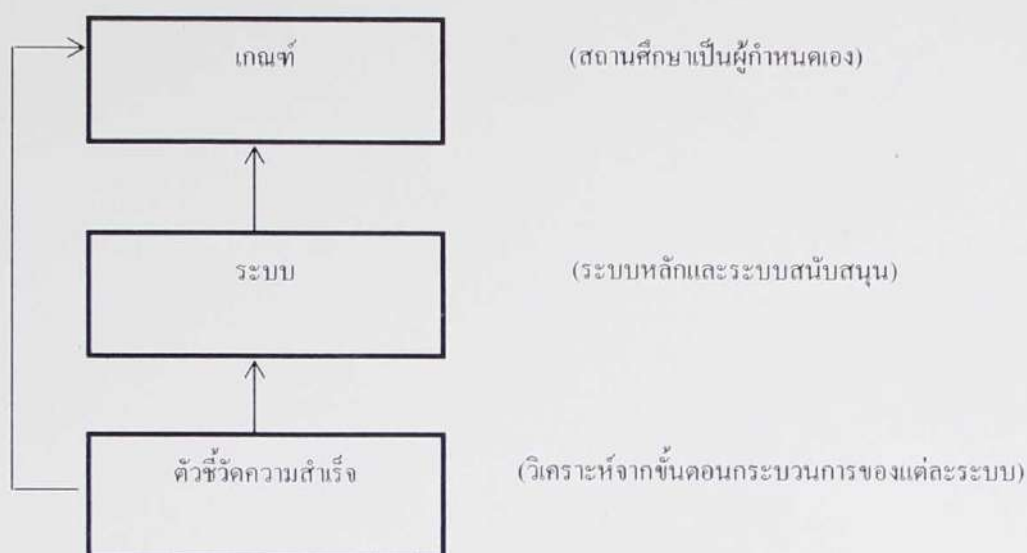 เกณฑ์ (สถานศึกษาเป็นผู้กำหนดเอง)
ระบบ (ระบบหลักและระบบสนับสนุน)
ตัวชี้วัดความสำเร็จ (วิเคราะห์จากขั้นตอนกระบวนการของแต่ละระบบ)